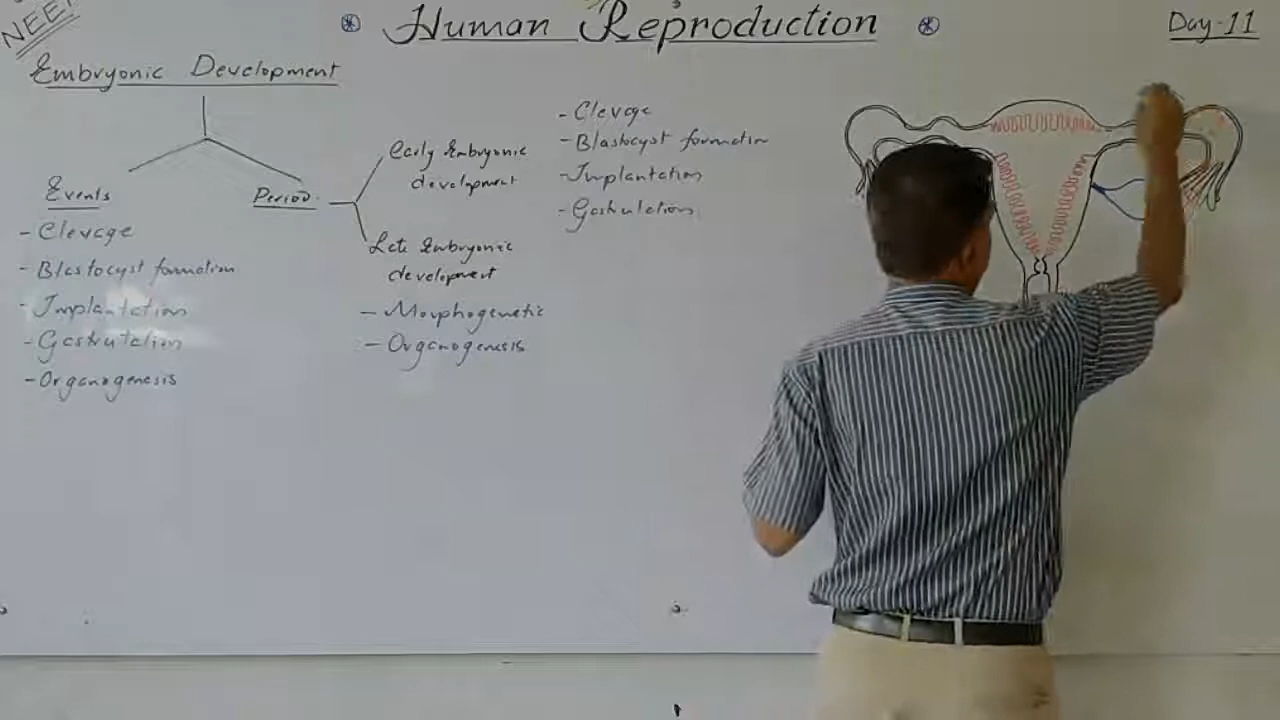 NEET
Human Reproduction
Day-11
Embryonic Development
Events
- Clevage
- Blastocyst formation
- Implantation
- Gastrulation
- Organogenesis
Period
Early Embryonic
development
- Clevage
- Blastocyst formation
- Implantation
- Gastrulation
Late Embryonic
development
- Morphogenetic
- Organogenesis